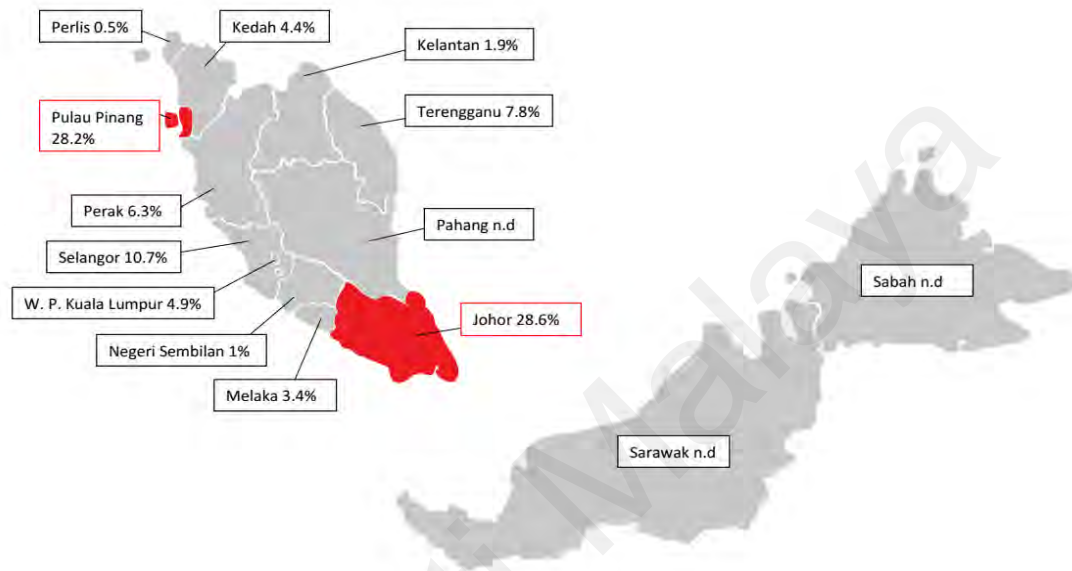 Perlis 0.5%
Kedah 4.4%
Kelantan 1.9%
Pulau Pinang
28.2%
Terengganu 7.8%
Perak 6.3%
Pahang n.d
Selangor 10.7%
Sabah n.d
W. P. Kuala Lumpur 4.9%
Johor 28.6%
Negeri Sembilan 1%
Melaka 3.4%
Sarawak n.d
Malaya